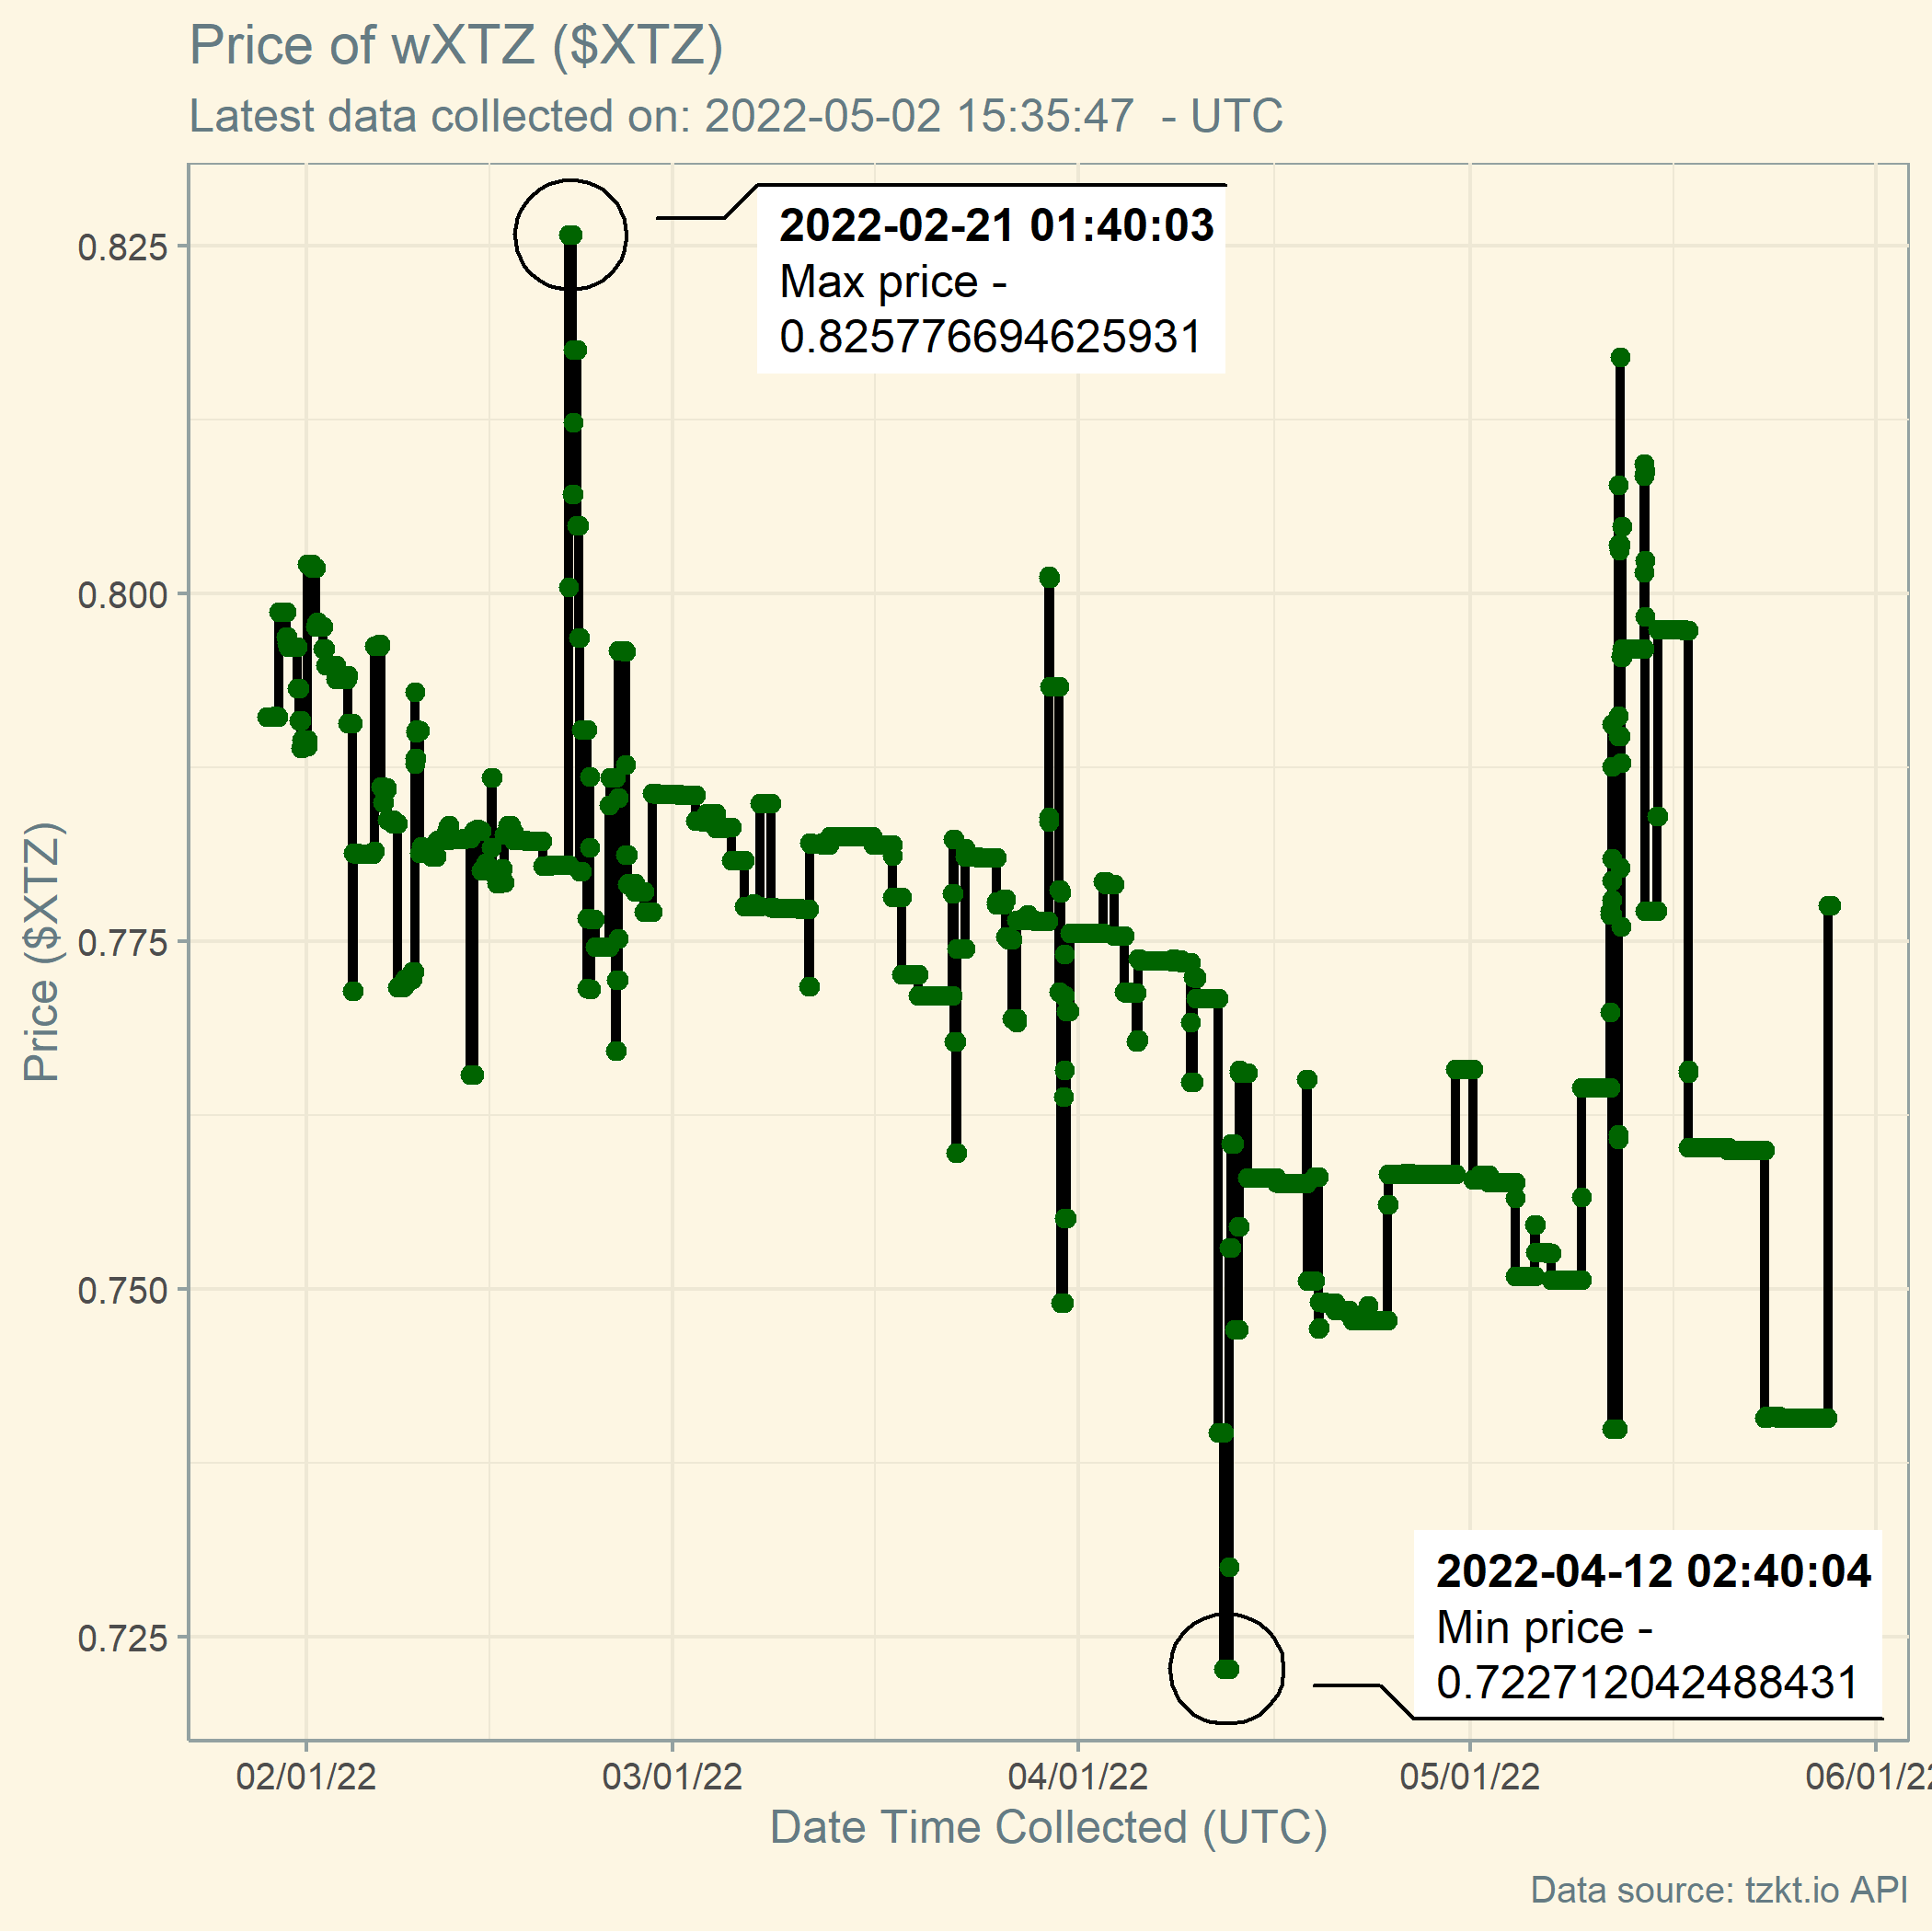 Price of wXTZ ($XTZ)
Latest data collected on: 2022-05-02 15:35:47  - UTC
2022-02-21 01:40:03
Max price -
0.825776694625931
0.825
0.800
0.775
0.750
0.725
Price ($XTZ)
2022-04-12 02:40:04
Min price -
0.722712042488431
02/01/22
03/01/22
04/01/22
05/01/22
06/01/22
Date Time Collected (UTC)
Data source: tzkt.io API